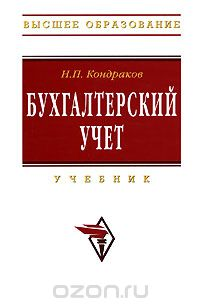 ВЫСШЕЕ ОБРАЗОВАНИЕ
Н.П. Кондраков
БУХГАЛТЕРСКИЙ
УЧЕТ
УЧЕБНИК
ozon.ru